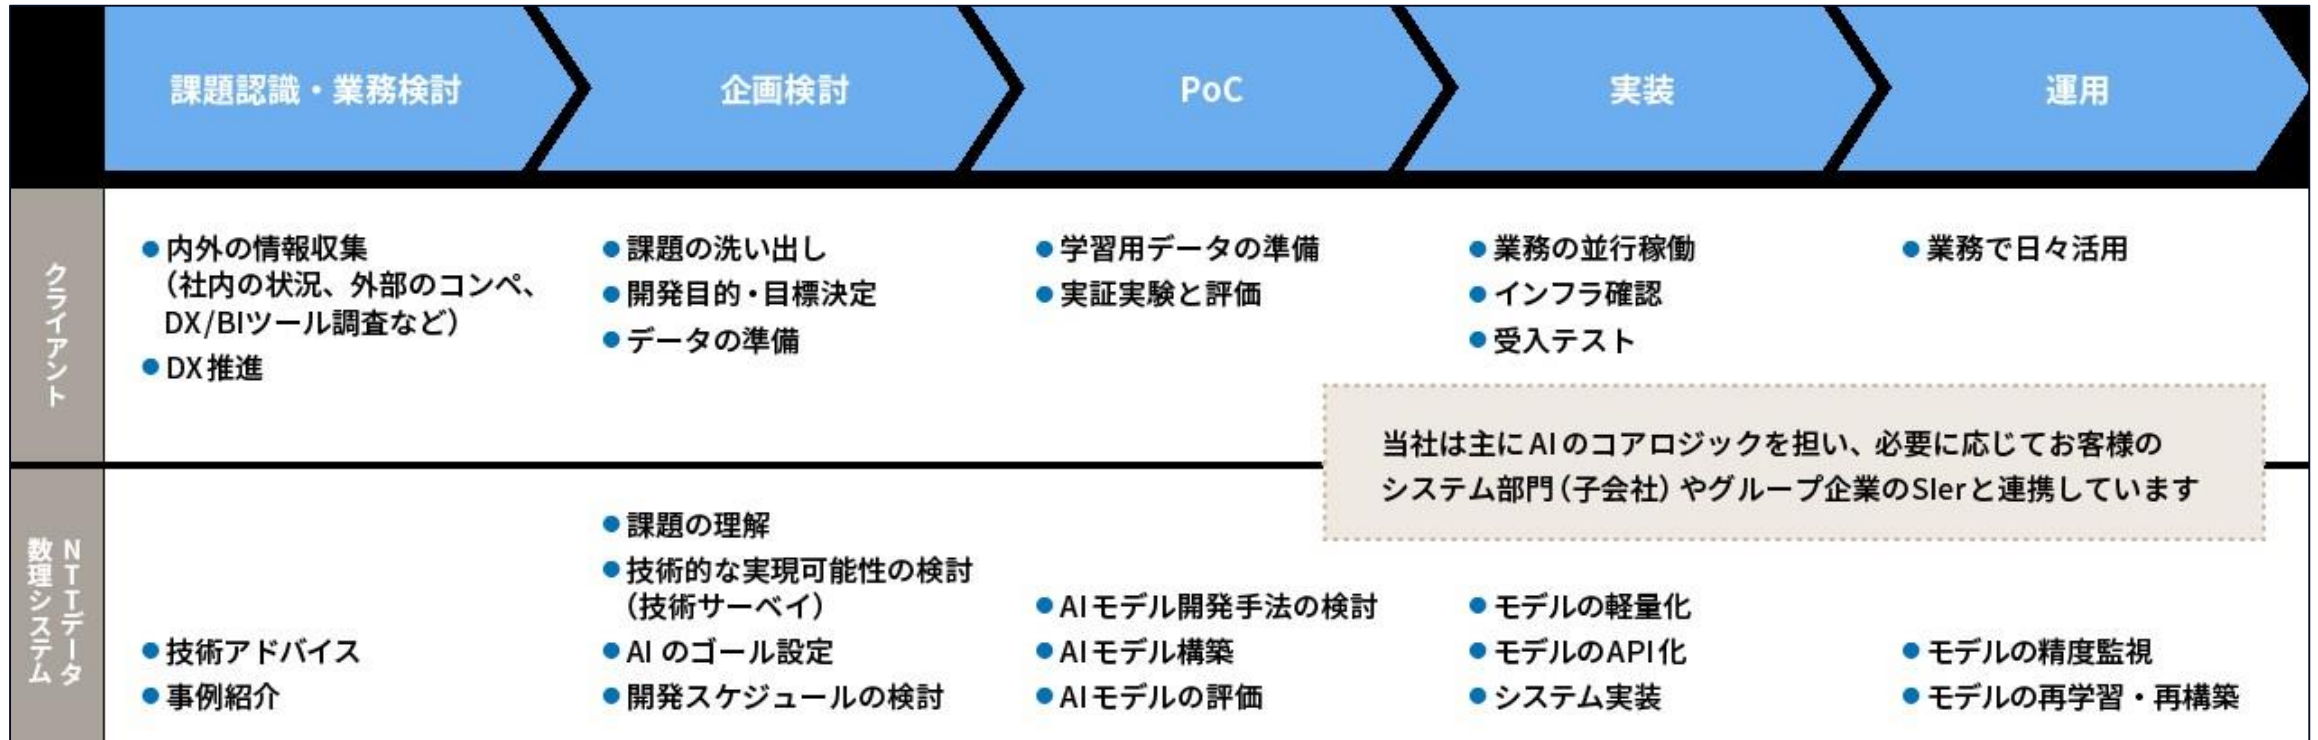 課題認識・業務検討
企画検討
PoC
実装
運用
クライアント
● 内外の情報収集
（社内の状況、外部のコンペ、
DX/BIツール調査など）
● DX推進
● 課題の洗い出し
● 開発目的・目標決定
● データの準備
● 学習用データの準備
● 実証実験と評価
● 業務の並行稼働
● インフラ確認
● 受入テスト
● 業務で日々活用
当社は主にAIのコアロジックを担い、必要に応じてお客様の
システム部門（子会社）やグループ企業のSIerと連携しています
NTTデータ
数理システム
● 技術アドバイス
● 事例紹介
● 課題の理解
● 技術的な実現可能性の検討
（技術サーベイ）
● AI のゴール設定
● 開発スケジュールの検討
● AIモデル開発手法の検討
● AIモデル構築
● AIモデルの評価
● モデルの軽量化
● モデルのAPI化
● システム実装
● モデルの精度監視
● モデルの再学習・再構築